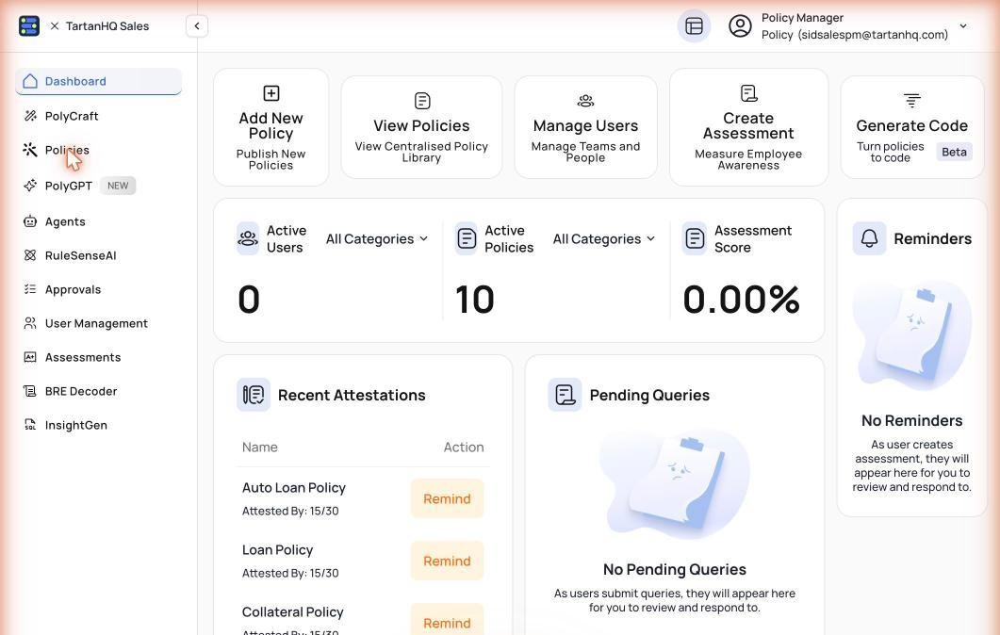 TartanHQ Sales
Policy Manager
Policy (sidsalespm@tartanhq.com)
Dashboard
PolyCraft
Policies
PolyGPT NEW
Agents
RuleSenseAI
Approvals
User Management
Assessments
BRE Decoder
InsightGen
Add New
Policy
Publish New
Policies
View Policies
View Centralised Policy
Library
Manage Users
Manage Teams and
People
Create
Assessment
Measure Employee
Awareness
Generate Code
Turn policies
to code
Beta
Active
Users
All Categories
0
Active
Policies
All Categories
10
Assessment
Score
0.00%
Reminders
No Reminders
As user creates
assessment, they will
appear here for you to
review and respond to.
Recent Attestations
Name Action
Auto Loan Policy
Attested By: 15/30
Remind
Loan Policy
Attested By: 15/30
Remind
Collateral Policy
Attested By: 15/30
Remind
Pending Queries
No Pending Queries
As users submit queries, they will appear here
for you to review and respond to.